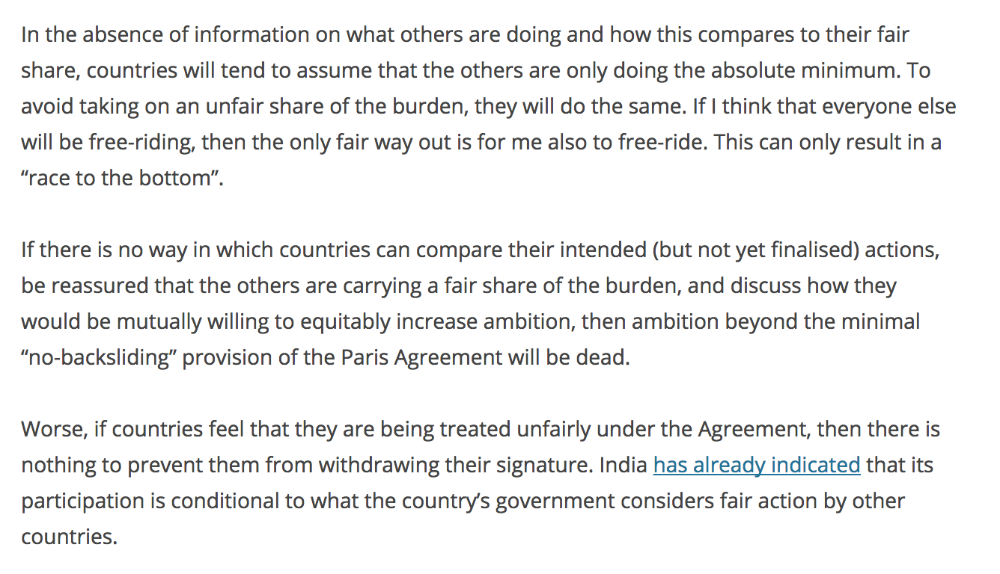 In the absence of information on what others are doing and how this compares to their fair
share, countries will tend to assume that the others are only doing the absolute minimum. To
avoid taking on an unfair share of the burden, they will do the same. If I think that everyone else
will be free-riding, then the only fair way out is for me also to free-ride. This can only result in a
“race to the bottom”.
If there is no way in which countries can compare their intended (but not yet finalised) actions,
be reassured that the others are carrying a fair share of the burden, and discuss how they
would be mutually willing to equitably increase ambition, then ambition beyond the minimal
“no-backsliding” provision of the Paris Agreement will be dead.
Worse, if countries feel that they are being treated unfairly under the Agreement, then there is
nothing to prevent them from withdrawing their signature. India has already indicated that its
participation is conditional to what the country’s government considers fair action by other
countries.